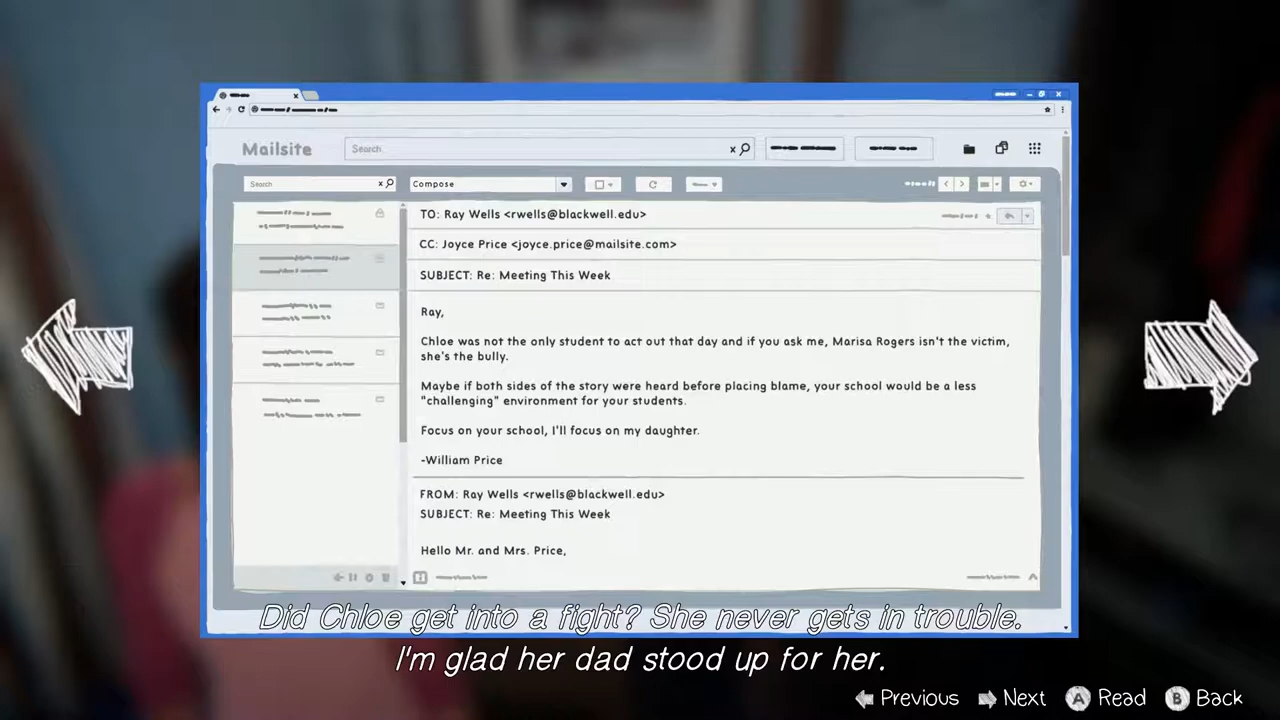 Mailsite
Search x
Search x
Compose
TO: Ray Wells <rwells@blackwell.edu>
CC: Joyce Price <joyce.price@mailsite.com>
SUBJECT: Re: Meeting This Week
Ray,
Chloe was not the only student to act out that day and if you ask me, Marisa Rogers isn't the victim,
she's the bully.
Maybe if both sides of the story were heard before placing blame, your school would be a less
"challenging" environment for your students.
Focus on your school, I'll focus on my daughter.
-William Price
FROM: Ray Wells <rwells@blackwell.edu>
SUBJECT: Re: Meeting This Week
Hello Mr. and Mrs. Price,
Did Chloe get into a fight? She never gets in trouble.
I'm glad her dad stood up for her.
Previous Next A Read B Back